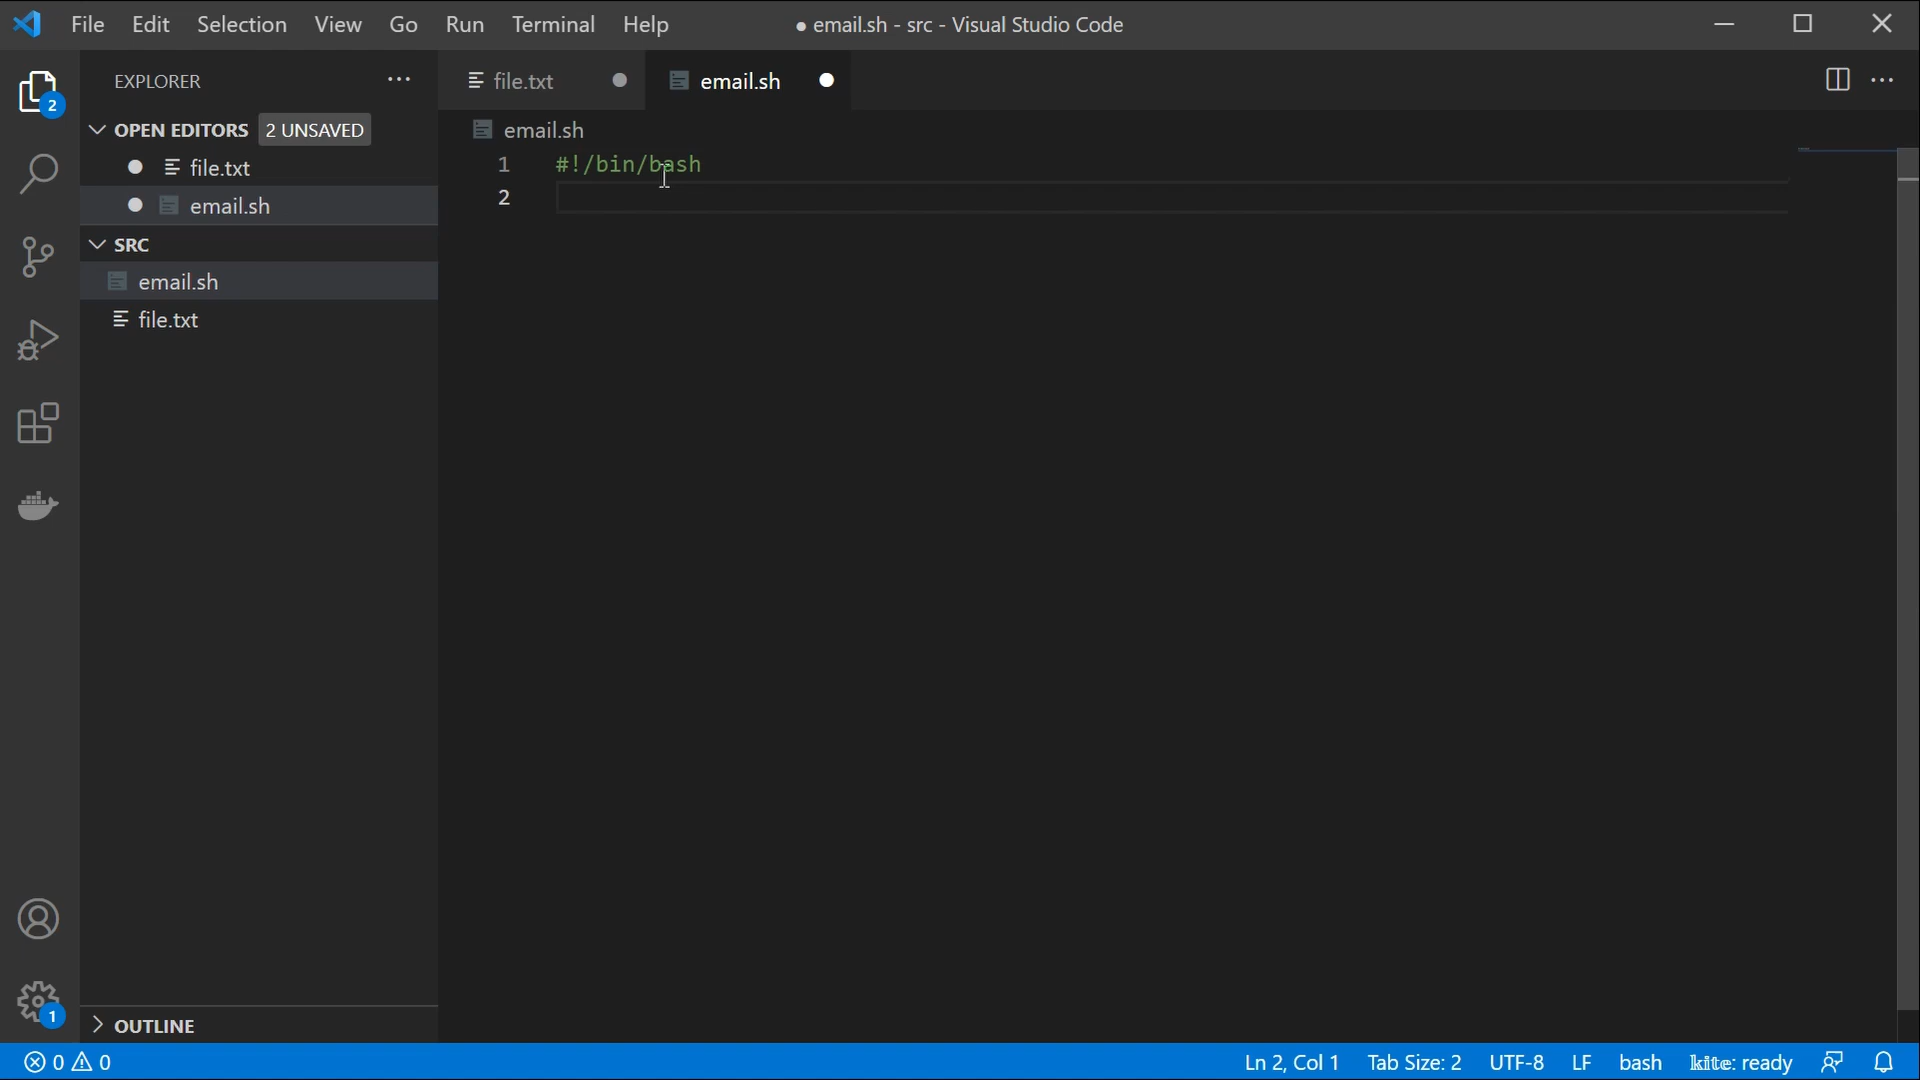 File Edit Selection View Go Run Terminal Help ● email.sh - src - Visual Studio Code
EXPLORER ···
file.txt ●
email.sh ●
OPEN EDITORS 2 UNSAVED
● file.txt
● email.sh
SRC
email.sh
file.txt
OUTLINE
email.sh
1 #!/bin/bash
2
2
1
0 0 Ln 2, Col 1 Tab Size: 2 UTF-8 LF bash kite: ready